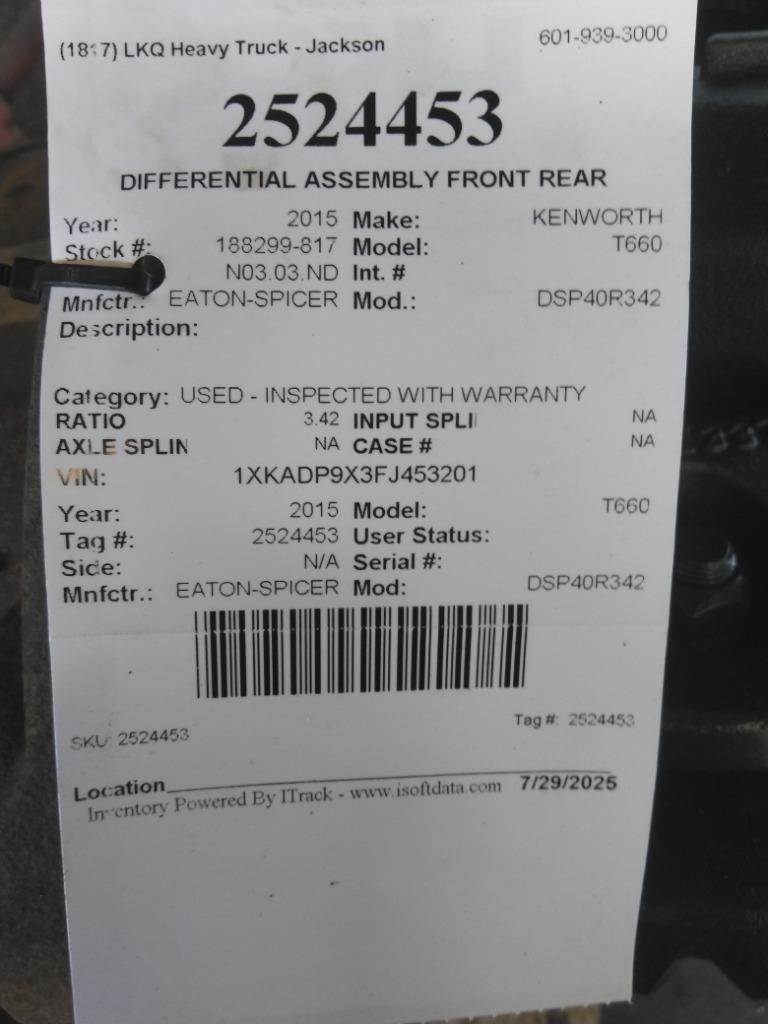 (1817) LKQ Heavy Truck - Jackson 601-939-3000
2524453
DIFFERENTIAL ASSEMBLY FRONT REAR
Year: 2015 Make: KENWORTH
Stock #: 188299-817 Model: T660
N03.03.ND Int. #
Mnfctr.: EATON-SPICER Mod.: DSP40R342
Description:
Category: USED - INSPECTED WITH WARRANTY
RATIO 3.42 INPUT SPLI NA
AXLE SPLIN NA CASE # NA
VIN: 1XKADP9X3FJ453201
Year: 2015 Model: T660
Tag #: 2524453 User Status:
Side: N/A Serial #:
Mnfctr.: EATON-SPICER Mod: DSP40R342
SKU: 2524453 Tag #: 2524453
Location 7/29/2025
Inventory Powered By ITrack - www.isoftdata.com